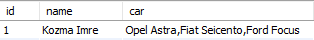 id name car
1 Kozma Imre Opel Astra,Fiat Seicento,Ford Focus